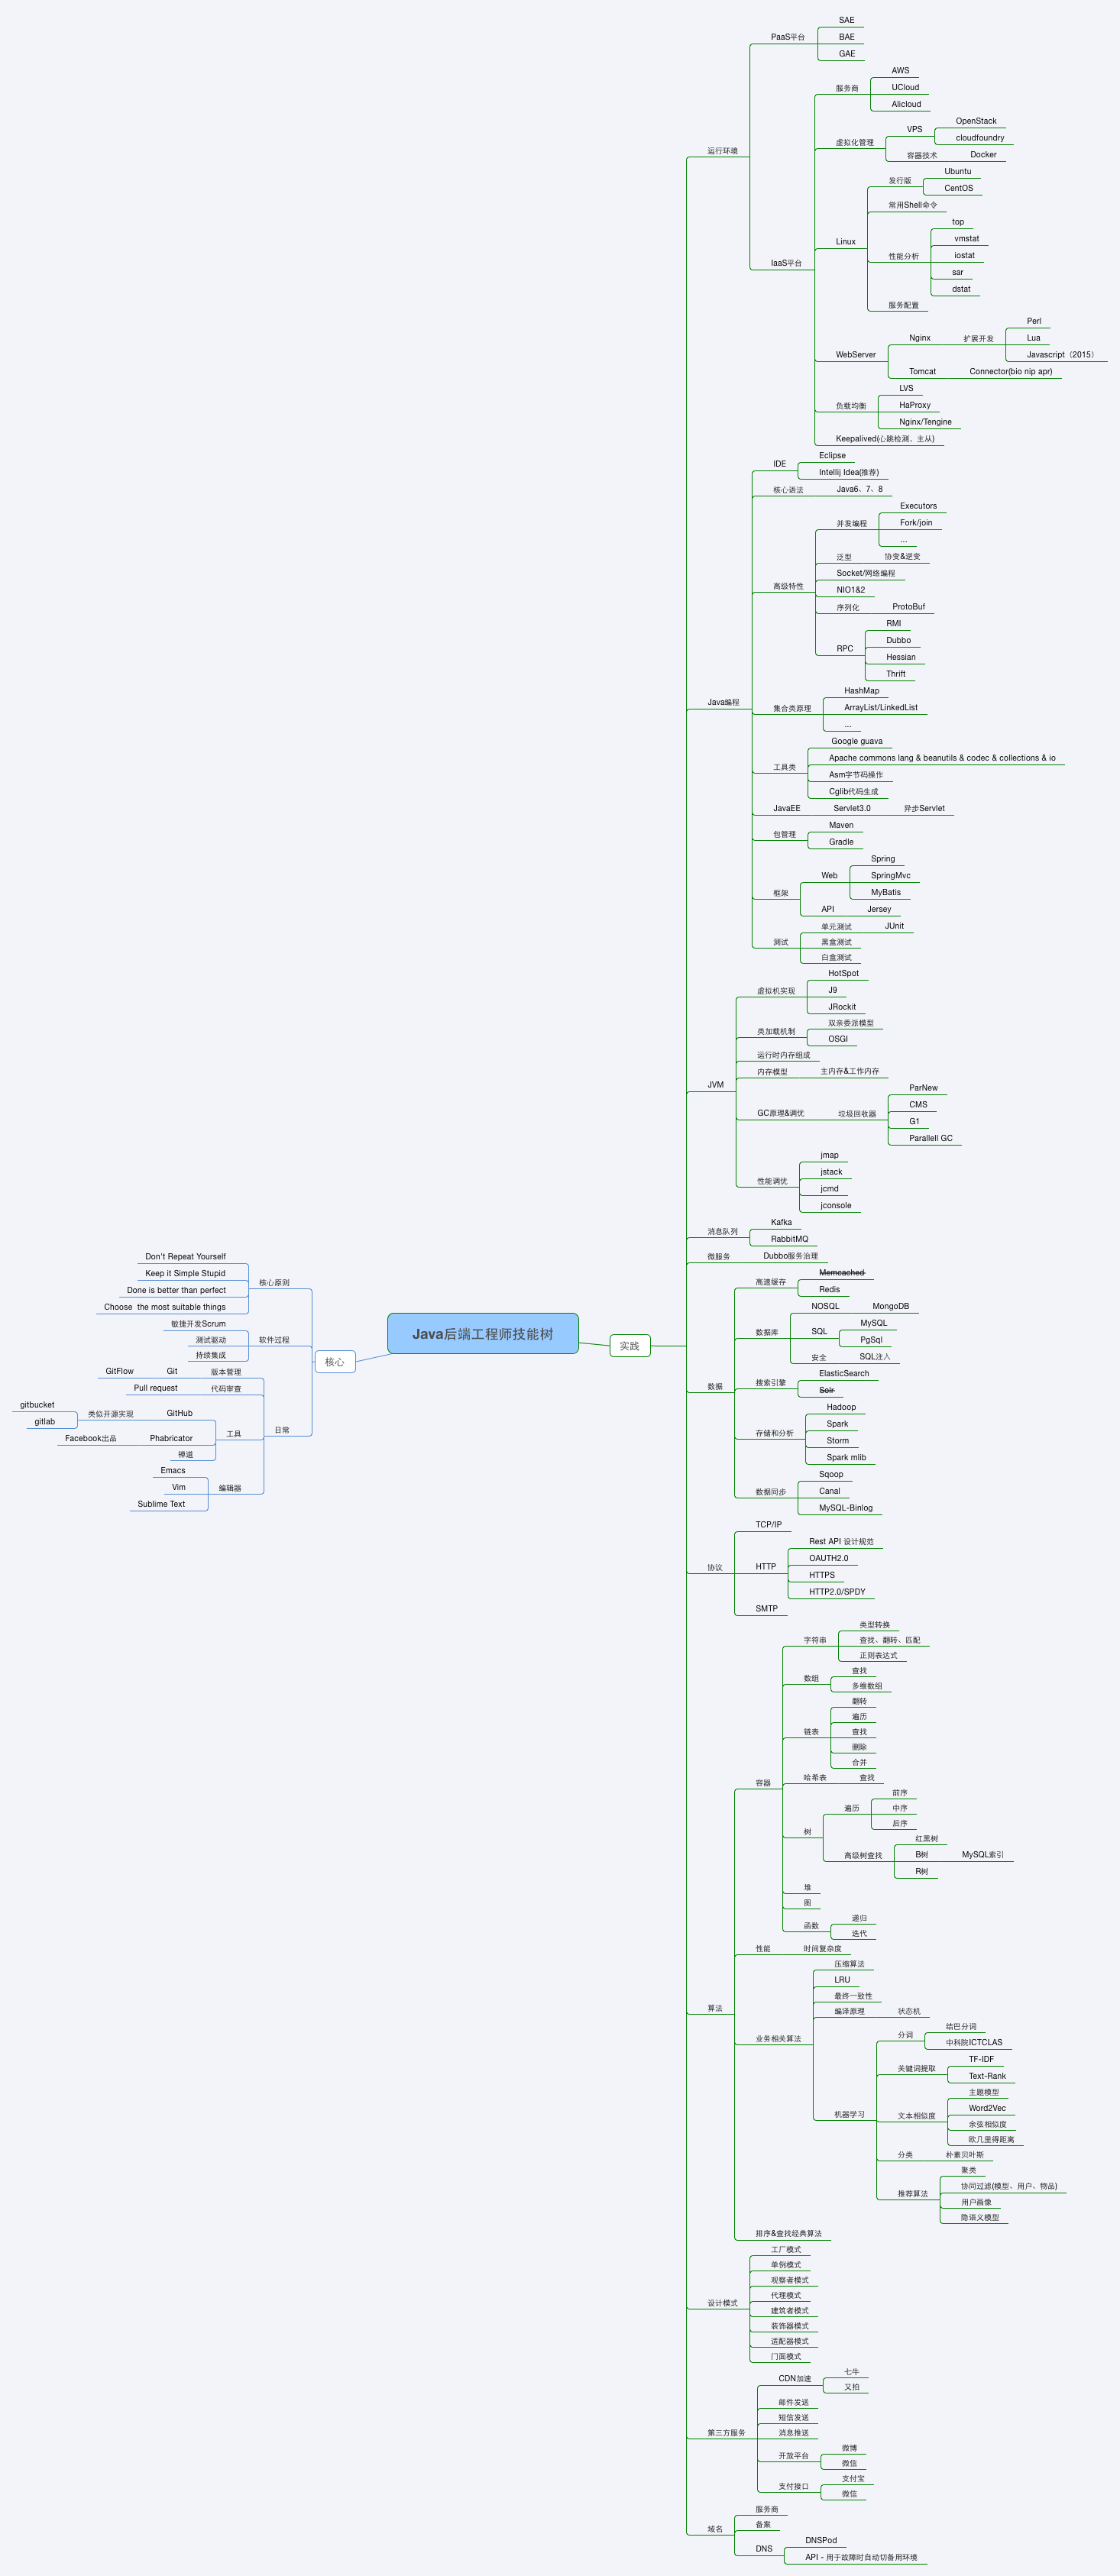 SAE
PaaS平台
BAE
GAE
AWS
服务商
UCloud
Alicloud
OpenStack
VPS
cloudfoundry
虚拟化管理
容器技术
Docker
运行环境
Ubuntu
发行版
CentOS
常用Shell命令
top
vmstat
Linux
性能分析
iostat
IaaS平台
sar
dstat
服务配置
Perl
Nginx
扩展开发
Lua
WebServer
Javascript（2015）
Tomcat
Connector(bio nip apr)
LVS
负载均衡
HaProxy
Nginx/Tengine
Keepalived(心跳检测，主从)
Eclipse
IDE
Intellij Idea(推荐)
核心语法
Java6、7、8
Executors
并发编程
Fork/join
...
泛型
协变&逆变
Socket/网络编程
高级特性
NIO1&2
序列化
ProtoBuf
RMI
Dubbo
RPC
Hessian
Thrift
HashMap
Java编程
集合类原理
ArrayList/LinkedList
...
Google guava
Apache commons lang & beanutils & codec & collections & io
工具类
Asm字节码操作
Cglib代码生成
JavaEE
Servlet3.0
异步Servlet
Maven
包管理
Gradle
Spring
Web
SpringMvc
框架
MyBatis
API
Jersey
单元测试
JUnit
测试
黑盒测试
白盒测试
HotSpot
虚拟机实现
J9
JRockit
双亲委派模型
类加载机制
OSGI
运行时内存组成
内存模型
主内存&工作内存
JVM
ParNew
CMS
GC原理&调优
垃圾回收器
G1
Parallell GC
jmap
jstack
性能调优
jcmd
jconsole
Kafka
消息队列
RabbitMQ
微服务
Dubbo服务治理
Don't Repeat Yourself
Keep it Simple Stupid
核心原则
Done is better than perfect
Choose  the most suitable things
敏捷开发Scrum
测试驱动
软件过程
持续集成
核心
GitFlow
Git
版本管理
Pull request
代码审查
gitbucket
类似开源实现
GitHub
gitlab
日常
工具
Facebook出品
Phabricator
禅道
Emacs
Vim
编辑器
Sublime Text
Java后端工程师技能树
实践
Memcached
高速缓存
Redis
NOSQL
MongoDB
MySQL
数据库
SQL
PgSql
安全
SQL注入
ElasticSearch
数据
搜索引擎
Solr
Hadoop
Spark
存储和分析
Storm
Spark mlib
Sqoop
数据同步
Canal
MySQL-Binlog
TCP/IP
Rest API 设计规范
OAUTH2.0
协议
HTTP
HTTPS
HTTP2.0/SPDY
SMTP
类型转换
字符串
查找、翻转、匹配
正则表达式
查找
数组
多维数组
翻转
遍历
链表
查找
删除
合并
容器
哈希表
查找
前序
遍历
中序
后序
树
红黑树
高级树查找
B树
MySQL索引
R树
堆
图
递归
函数
迭代
性能
时间复杂度
压缩算法
LRU
最终一致性
算法
编译原理
状态机
业务相关算法
结巴分词
分词
中科院ICTCLAS
TF-IDF
关键词提取
Text-Rank
主题模型
机器学习
文本相似度
Word2Vec
余弦相似度
欧几里得距离
分类
朴素贝叶斯
聚类
协同过滤(模型、用户、物品)
推荐算法
用户画像
隐语义模型
排序&查找经典算法
工厂模式
单例模式
观察者模式
代理模式
设计模式
建筑者模式
装饰器模式
适配器模式
门面模式
七牛
CDN加速
又拍
邮件发送
短信发送
第三方服务
消息推送
微博
开放平台
微信
支付宝
支付接口
微信
服务商
备案
域名
DNSPod
DNS
API - 用于故障时自动切备用环境